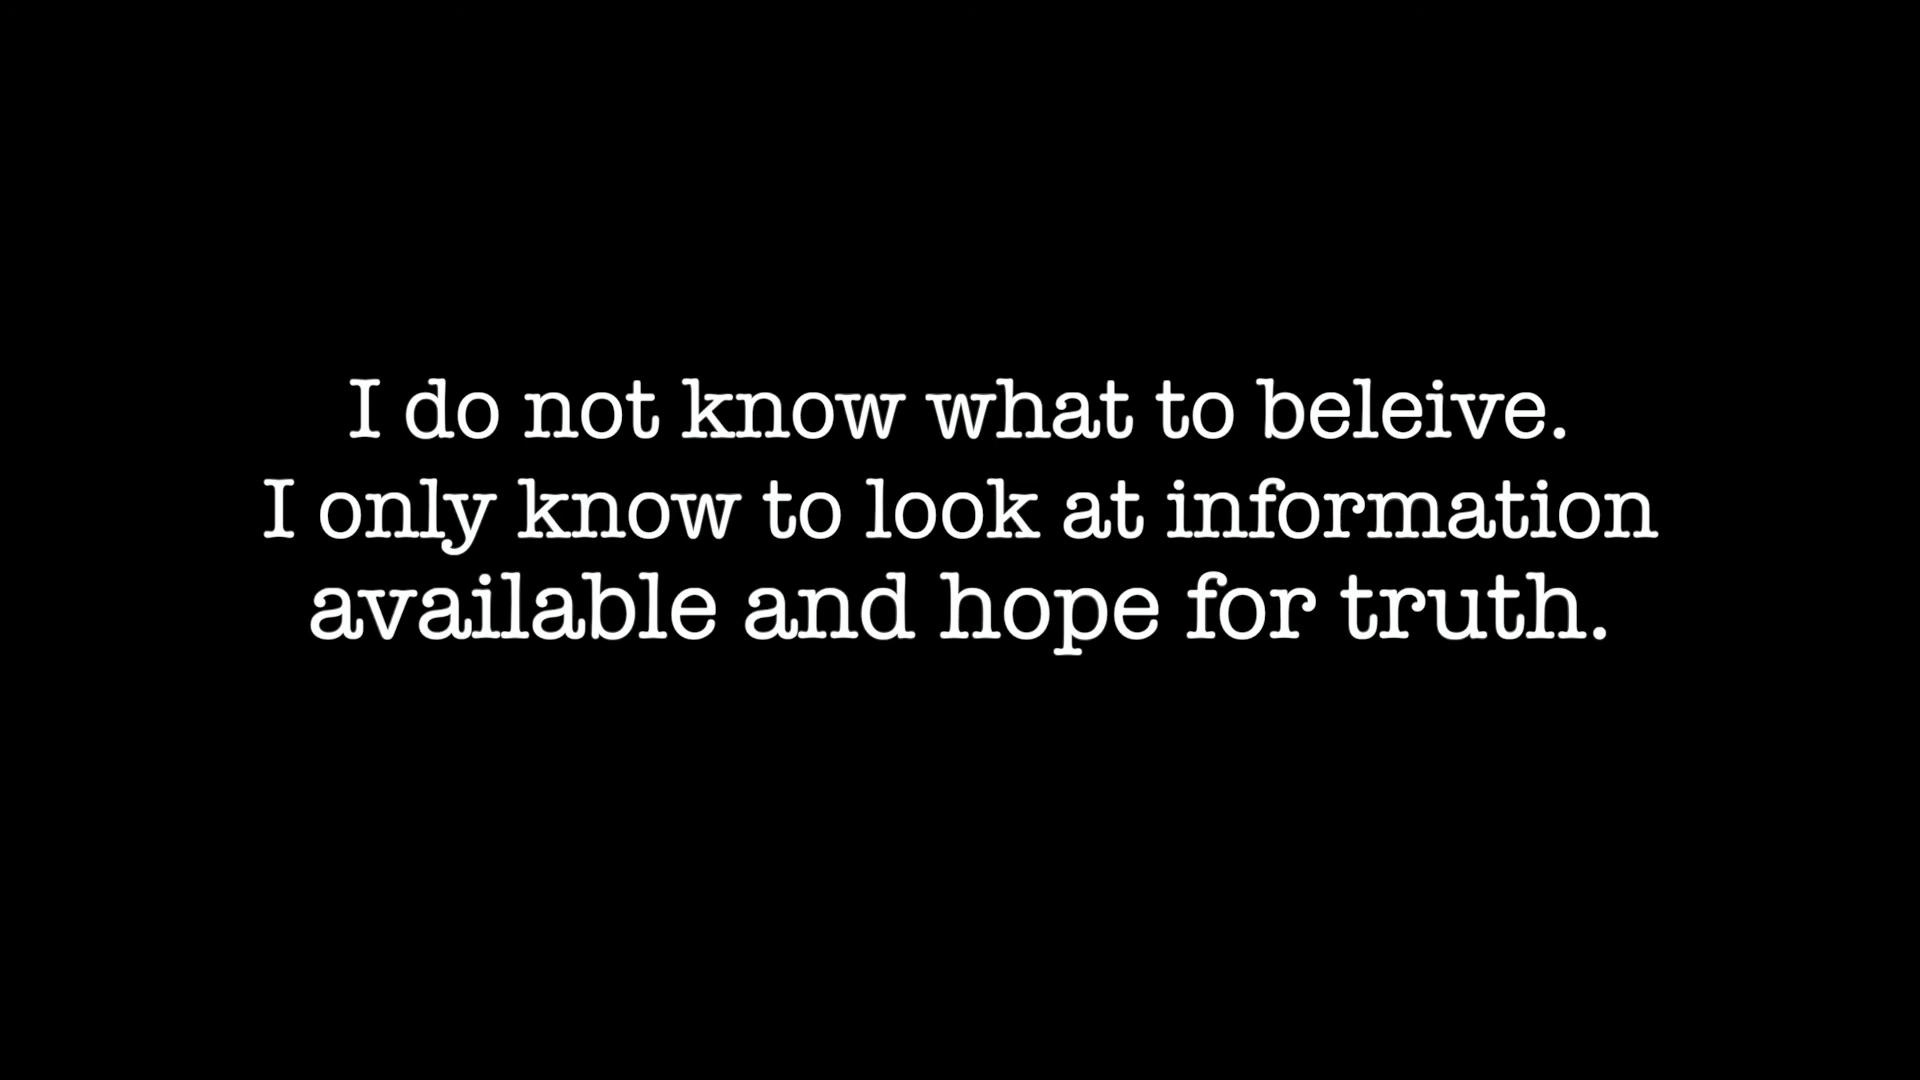 I do not know what to beleive.
I only know to look at information
available and hope for truth.